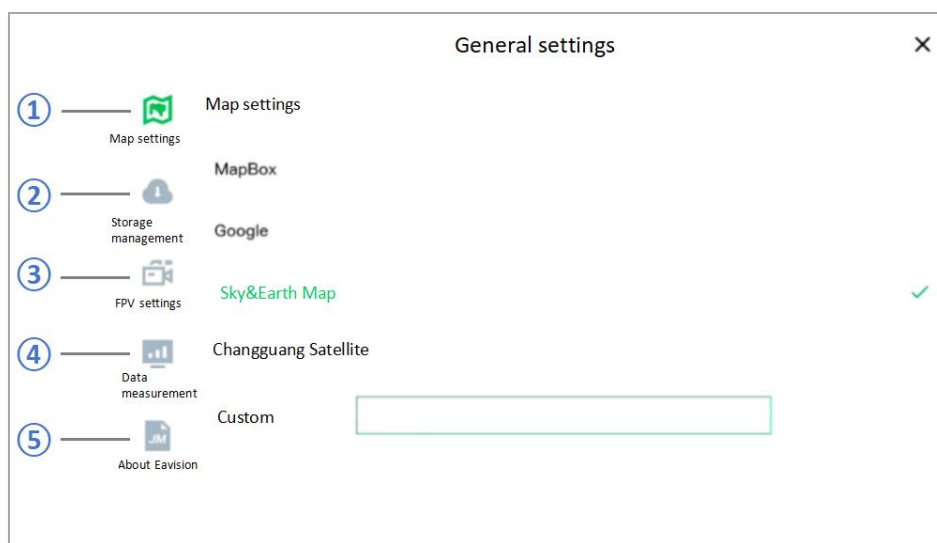 General settings
①
Map settings
Map settings
MapBox
②
Storage
management
Google
③
FPV settings
Sky&Earth Map
④
Data
measurement
Changguang Satellite
Custom
⑤
JM
About Eavision